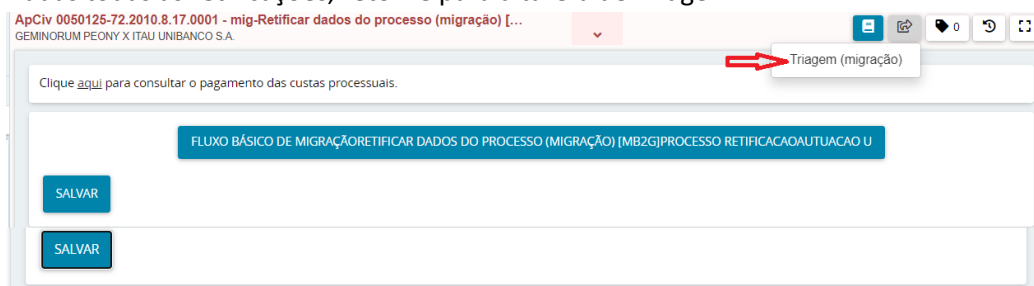 ApCiv 0050125-72.2010.8.17.0001 - mig-Retificar dados do processo (migração) [...
GEMINORUM PEONY X ITAU UNIBANCO S.A.
0
Triagem (migração)
Clique aqui para consultar o pagamento das custas processuais.
FLUXO BÁSICO DE MIGRAÇÃORETIFICAR DADOS DO PROCESSO (MIGRAÇÃO) [MB2G]PROCESSO RETIFICACAOAUTUACAO U
SALVAR
SALVAR